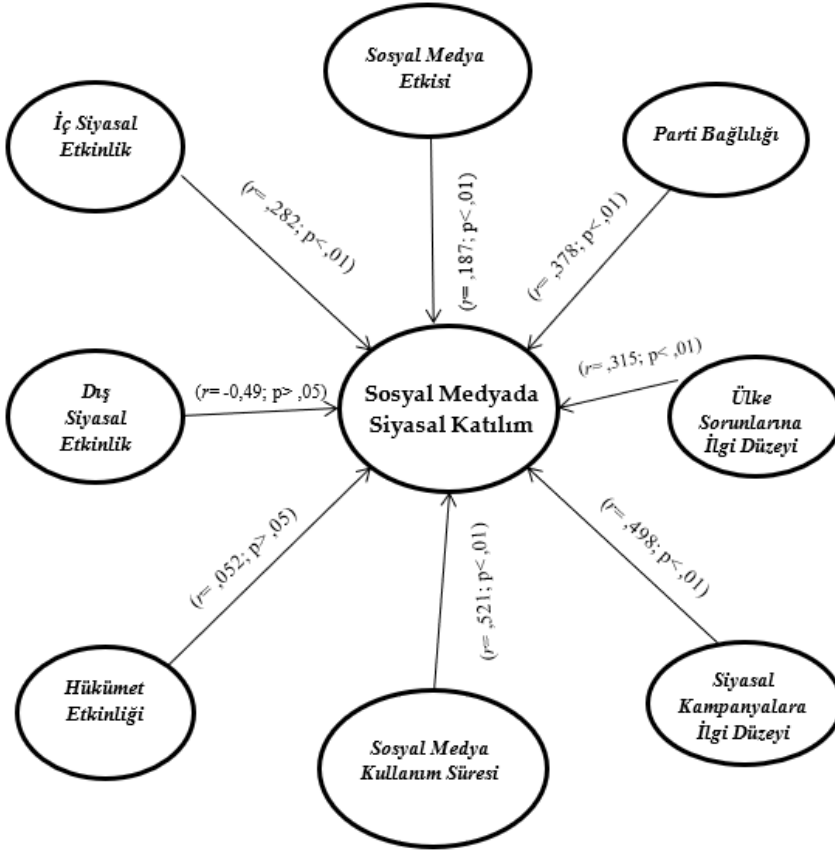 Sosyal Medya
Etkisi
İç Siyasal
Etkinlik
Parti Bağlılığı
(r= ,282; p< ,01)
(r= ,187; p< ,01)
(r= ,378; p< ,01)
(r= ,315; p< ,01)
Dış
Siyasal
Etkinlik
(r= -0,49; p> ,05)
Sosyal Medyada
Siyasal Katılım
Ülke
Sorunlarına
İlgi Düzeyi
(r= ,052; p> ,05)
(r= ,521; p< ,01)
(r= ,498; p< ,01)
Hükümet
Etkinliği
Sosyal Medya
Kullanım Süresi
Siyasal
Kampanyalara
İlgi Düzeyi